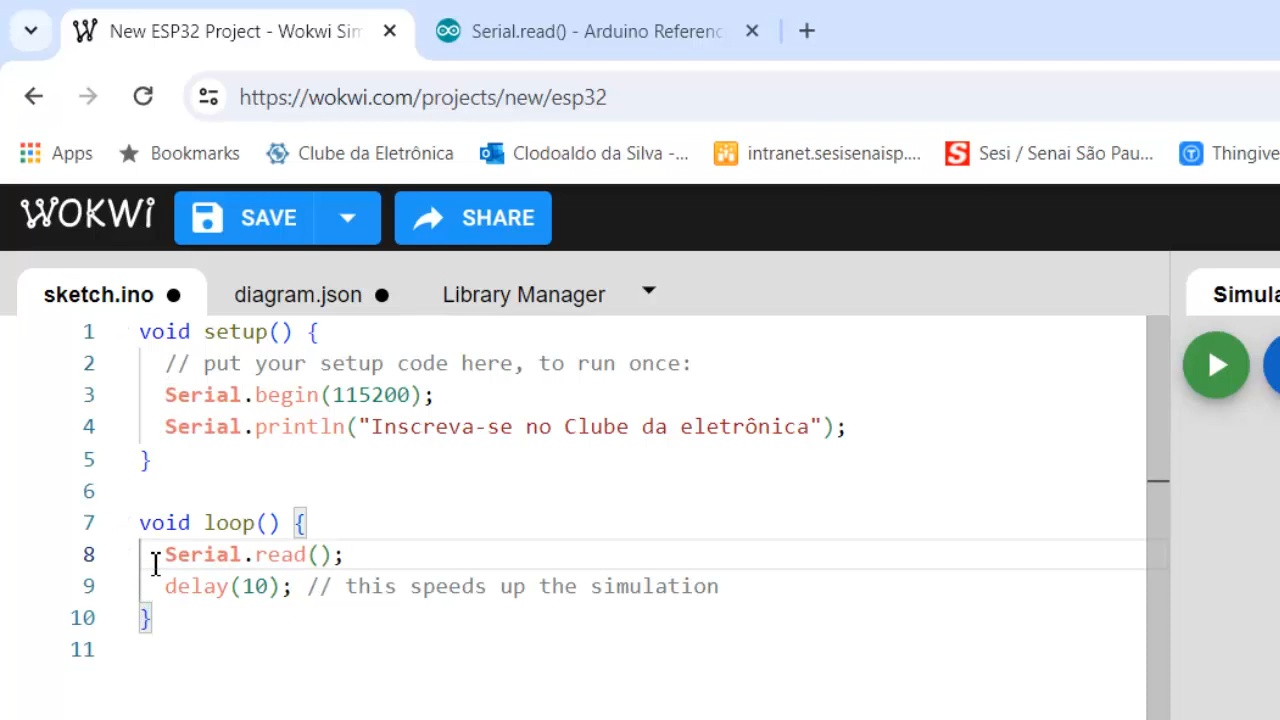 New ESP32 Project - Wokwi Sim
Serial.read() - Arduino Referenc
https://wokwi.com/projects/new/esp32
Apps
Bookmarks
Clube da Eletrônica
Clodoaldo da Silva -...
intranet.sesisenaisp....
S
Sesi / Senai São Pau...
T
Thingive
WOKWi
SAVE
SHARE
sketch.ino
diagram.json
Library Manager
Simula
1 void setup() {
2 // put your setup code here, to run once:
3 Serial.begin(115200);
4 Serial.println("Inscreva-se no Clube da eletrônica");
5 }
6
7 void loop() {
8 Serial.read();
9 delay(10); // this speeds up the simulation
10 }
11